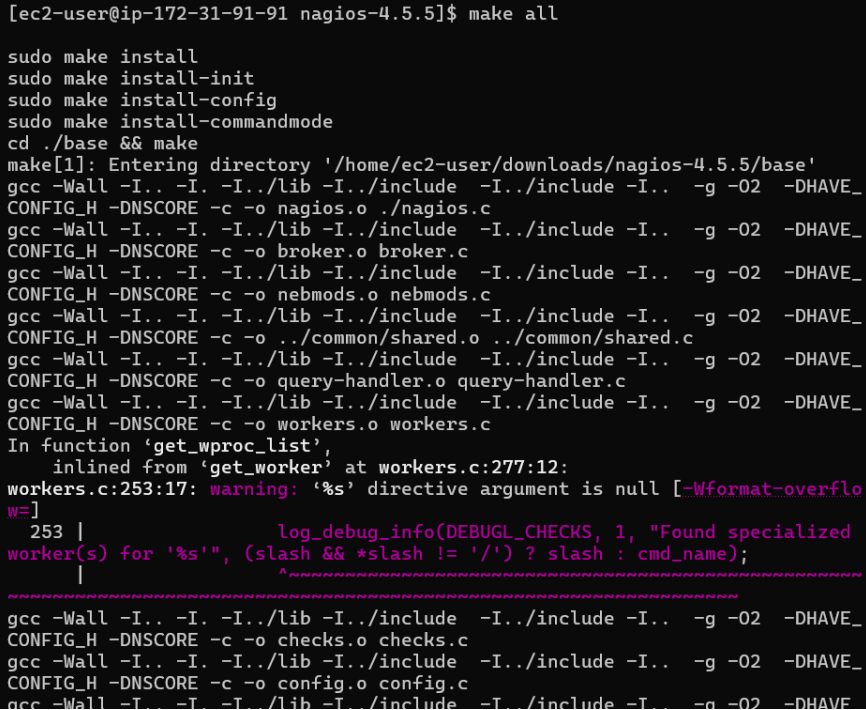 [ec2-user@ip-172-31-91-91 nagios-4.5.5]$ make all
sudo make install
sudo make install-init
sudo make install-config
sudo make install-commandmode
cd ./base && make
make[1]: Entering directory '/home/ec2-user/downloads/nagios-4.5.5/base'
gcc -Wall -I.. -I. -I../lib -I../include  -I../include -I..  -g -O2  -DHAVE_
CONFIG_H -DNSCORE -c -o nagios.o ./nagios.c
gcc -Wall -I.. -I. -I../lib -I../include  -I../include -I..  -g -O2  -DHAVE_
CONFIG_H -DNSCORE -c -o broker.o broker.c
gcc -Wall -I.. -I. -I../lib -I../include  -I../include -I..  -g -O2  -DHAVE_
CONFIG_H -DNSCORE -c -o nebmods.o nebmods.c
gcc -Wall -I.. -I. -I../lib -I../include  -I../include -I..  -g -O2  -DHAVE_
CONFIG_H -DNSCORE -c -o ../common/shared.o ../common/shared.c
gcc -Wall -I.. -I. -I../lib -I../include  -I../include -I..  -g -O2  -DHAVE_
CONFIG_H -DNSCORE -c -o query-handler.o query-handler.c
gcc -Wall -I.. -I. -I../lib -I../include  -I../include -I..  -g -O2  -DHAVE_
CONFIG_H -DNSCORE -c -o workers.o workers.c
In function ‘get_wproc_list’,
    inlined from ‘get_worker’ at workers.c:277:12:
workers.c:253:17: warning: ‘%s’ directive argument is null [-Wformat-overflo
w=]
  253 |                 log_debug_info(DEBUGL_CHECKS, 1, "Found specialized
worker(s) for '%s'", (slash && *slash != '/') ? slash : cmd_name);
      |                 ^~~~~~~~~~~~~~~~~~~~~~~~~~~~~~~~~~~~~~~~~~~~~~~~~~~~
~~~~~~~~~~~~~~~~~~~~~~~~~~~~~~~~~~~~~~~~~~~~~~~~~~~~~~~~~~~~~~~~~
gcc -Wall -I.. -I. -I../lib -I../include  -I../include -I..  -g -O2  -DHAVE_
CONFIG_H -DNSCORE -c -o checks.o checks.c
gcc -Wall -I.. -I. -I../lib -I../include  -I../include -I..  -g -O2  -DHAVE_
CONFIG_H -DNSCORE -c -o config.o config.c
gcc -Wall -I.. -I. -I../lib -I../include  -I../include -I..  -g -O2  -DHAVE_